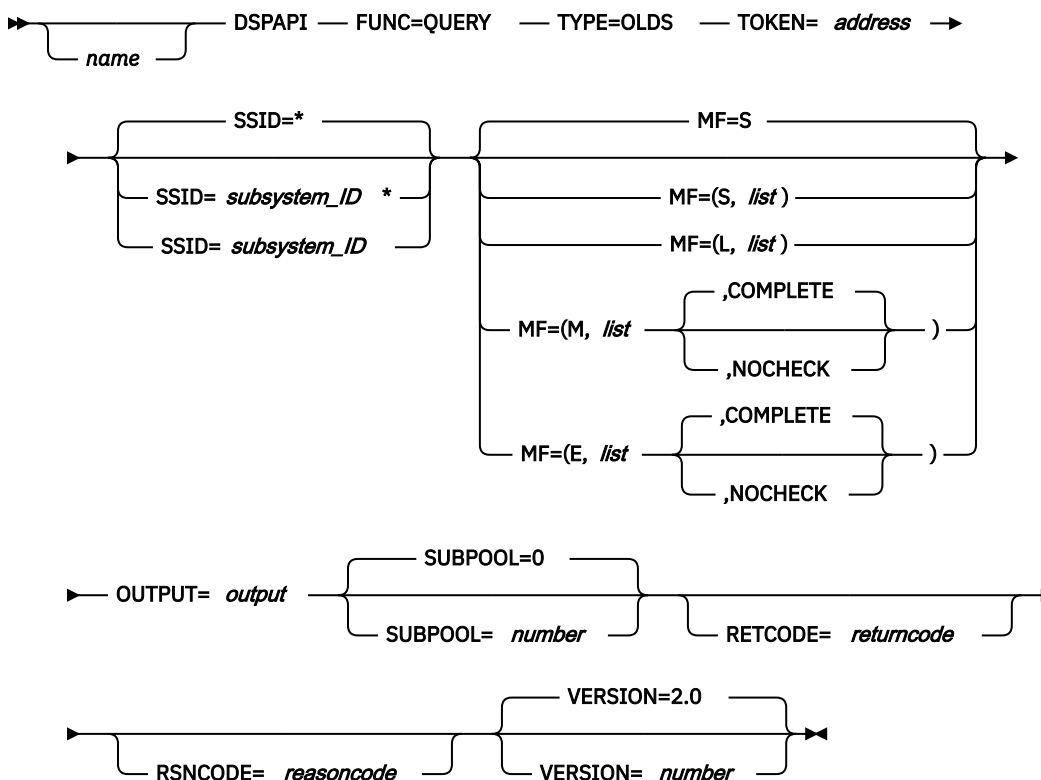 DSPAPI FUNC=QUERY TYPE=OLDS TOKEN= address
name
SSID=* MF=S
SSID= subsystem_ID * MF=(S, list )
SSID= subsystem_ID MF=(L, list )
,COMPLETE
MF=(M, list )
,NOCHECK
,COMPLETE
MF=(E, list )
,NOCHECK
SUBPOOL=0
OUTPUT= output
SUBPOOL= number RETCODE= returncode
VERSION=2.0
RSNCODE= reasoncode VERSION= number